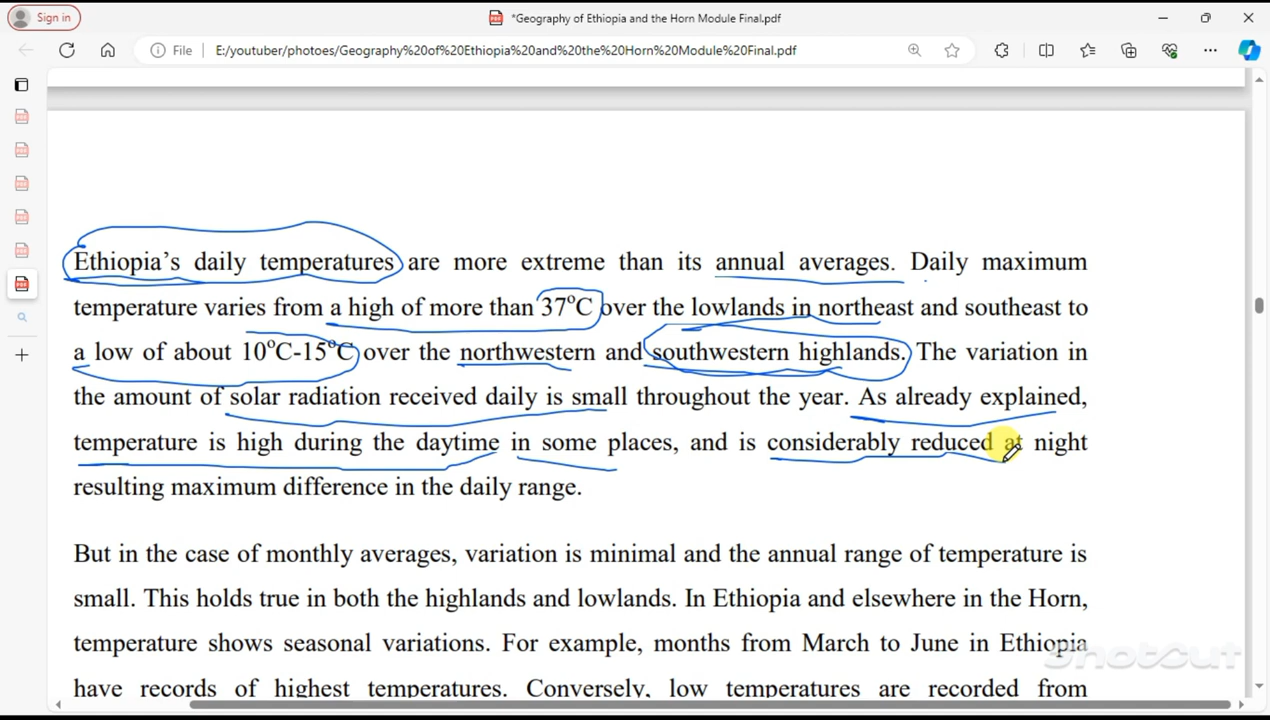 Sign in
*Geography of Ethiopia and the Horn Module Final.pdf
File E:/youtuber/photoes/Geography%20of%20Ethiopia%20and%20the%20Horn%20Module%20Final.pdf
Ethiopia’s daily temperatures are more extreme than its annual averages. Daily maximum
temperature varies from a high of more than 37°C over the lowlands in northeast and southeast to
a low of about 10°C-15°C over the northwestern and southwestern highlands. The variation in
the amount of solar radiation received daily is small throughout the year. As already explained,
temperature is high during the daytime in some places, and is considerably reduced at night
resulting maximum difference in the daily range.
But in the case of monthly averages, variation is minimal and the annual range of temperature is
small. This holds true in both the highlands and lowlands. In Ethiopia and elsewhere in the Horn,
temperature shows seasonal variations. For example, months from March to June in Ethiopia
have records of highest temperatures. Conversely, low temperatures are recorded from
Shotcut